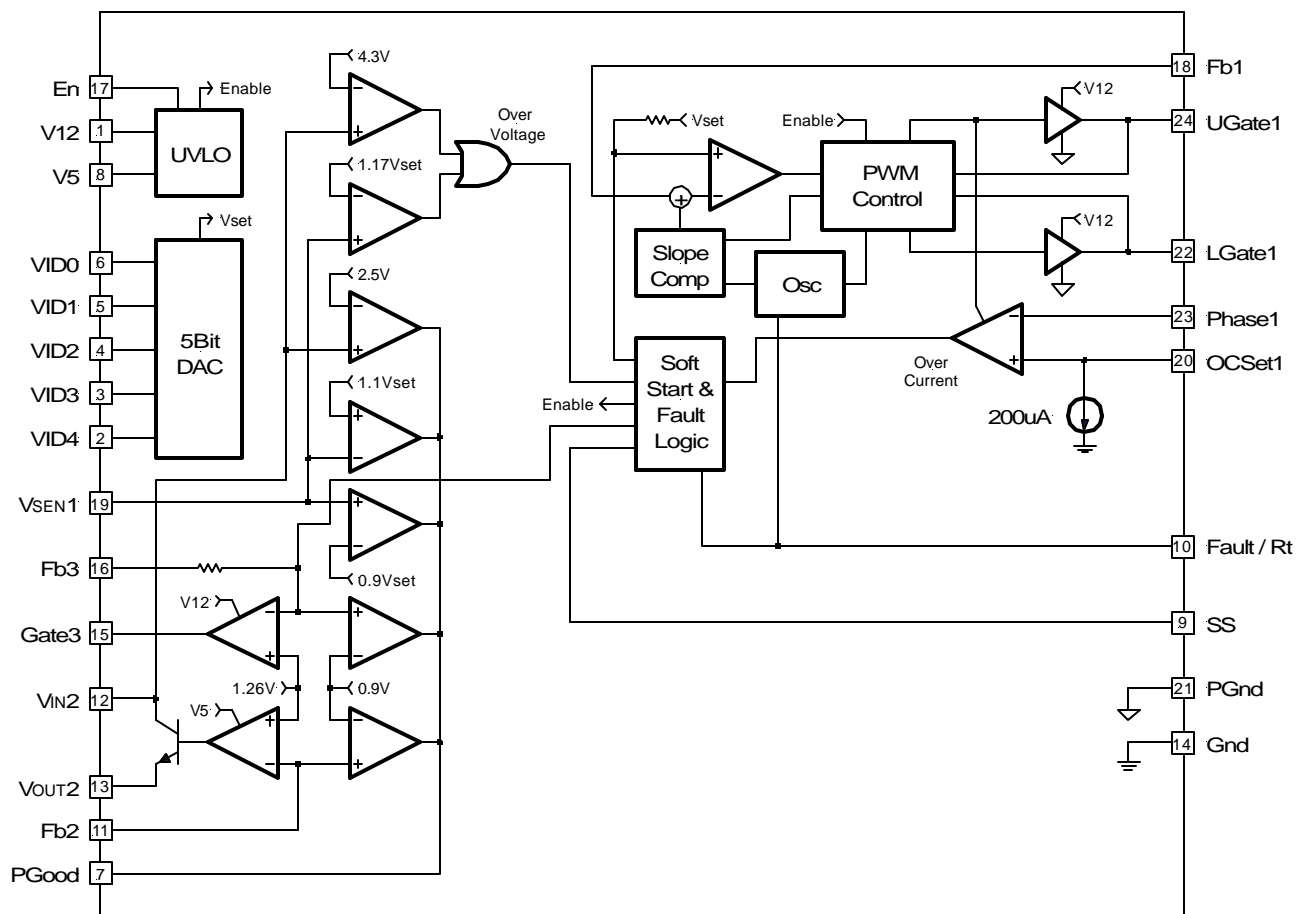 En
17
Enable
V12
1
V5
8
UVLO
Vset
VID0
6
VID1
5
VID2
4
VID3
3
VID4
2
5Bit
DAC
VSEN1
19
Fb3
16
Gate3
15
VIN2
12
VOUT2
13
Fb2
11
PGood
7
4.3V
−
+
1.17Vset
−
+
2.5V
−
+
1.1Vset
+
−
+
−
0.9Vset
V12
−
+
+
−
1.26V
0.9V
V5
+
−
−
+
Over
Voltage
Vset
+
−
+
Slope
Comp
Osc
Enable
PWM
Control
V12
V12
Soft
Start &
Fault
Logic
Enable
−
+
Over
Current
200uA
18
Fb1
24
UGate1
22
LGate1
23
Phase1
20
OCSet1
10
Fault / Rt
9
SS
21
PGnd
14
Gnd